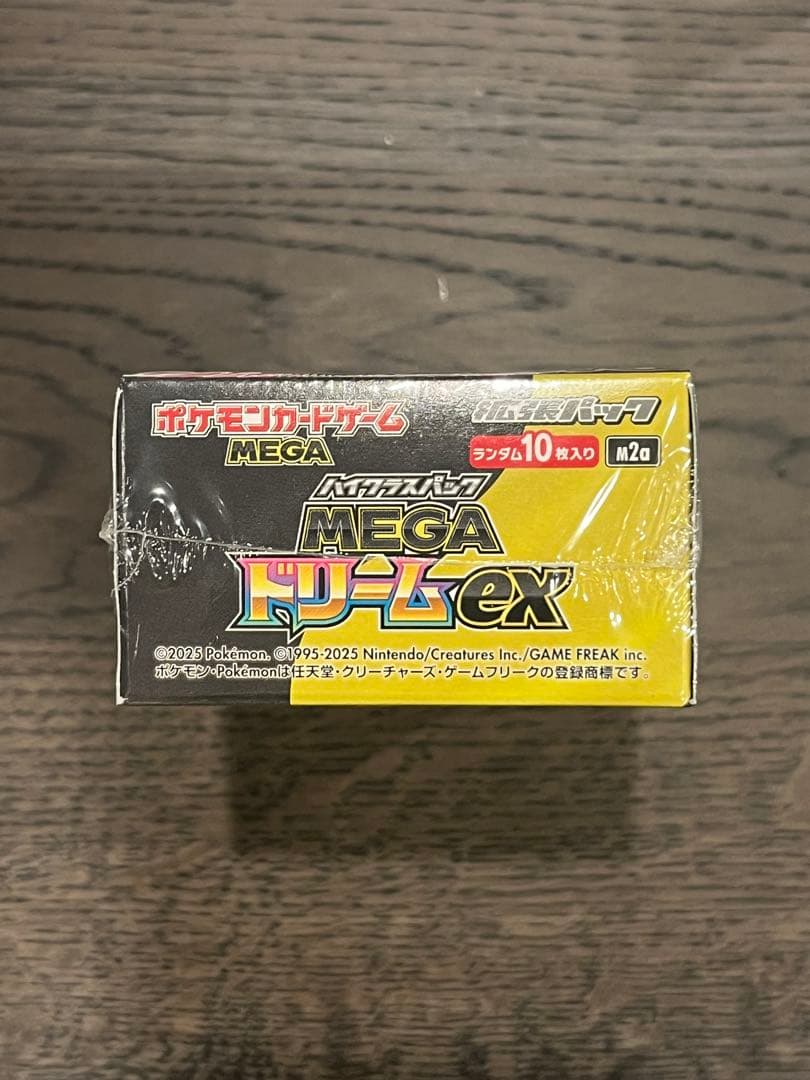 ポケモンカードゲーム
MEGA
拡張パック
ランダム10枚入り
M2a
ハイクラスパック
MEGA
ドリームex
©2025 Pokémon. ©1995-2025 Nintendo/Creatures Inc./GAME FREAK inc.
ポケモン・Pokémonは任天堂・クリーチャーズ・ゲームフリークの登録商標です。